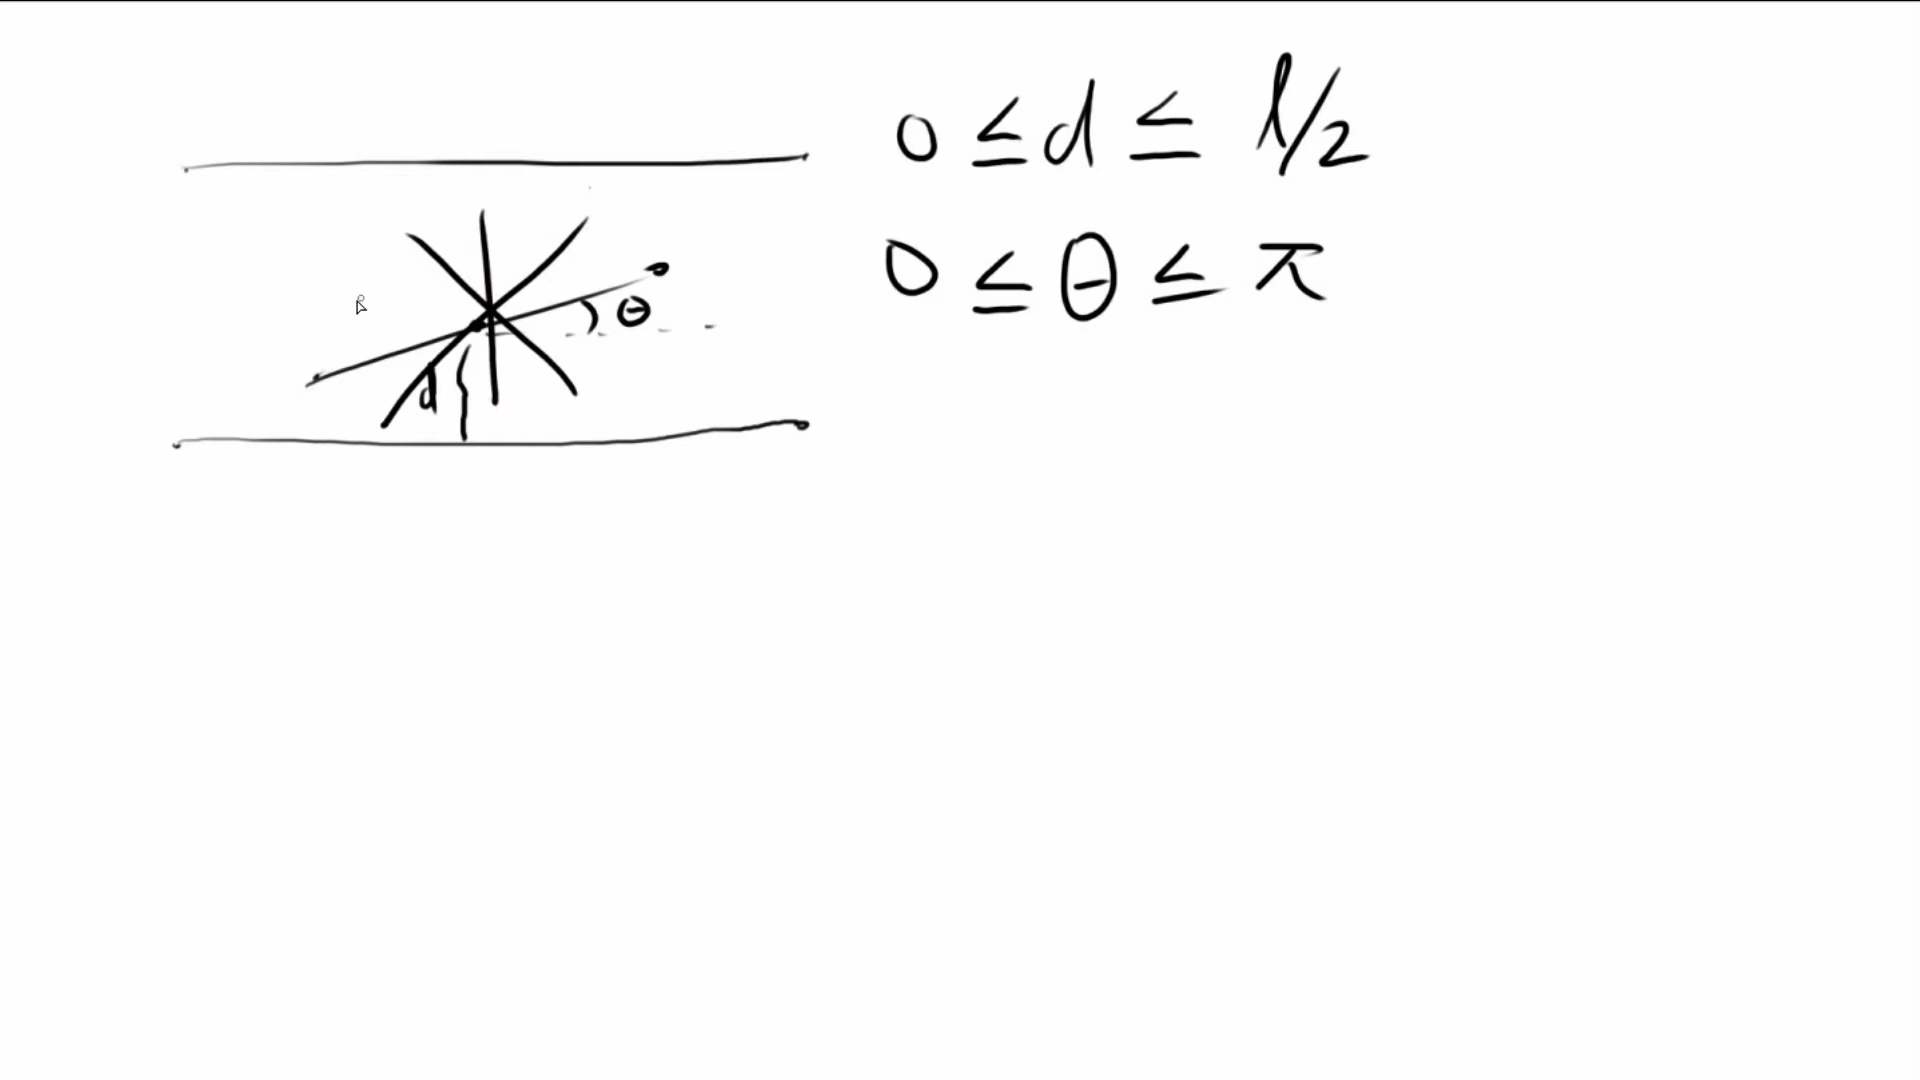 0 ≤ d ≤ l/2
0 ≤ θ ≤ π
θ
d